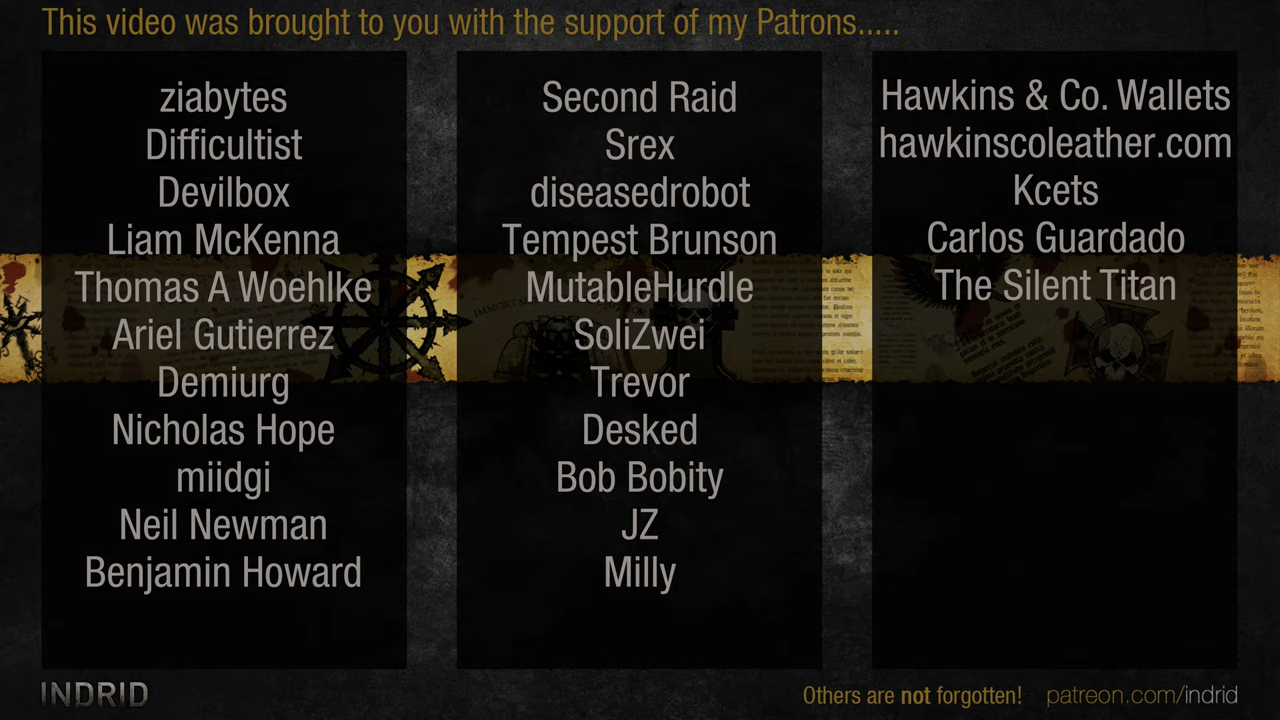 This video was brought to you with the support of my Patrons.....
ziabytes
Difficultist
Devilbox
Liam McKenna
Thomas A Woehlke
Ariel Gutierrez
Demiurg
Nicholas Hope
miidgi
Neil Newman
Benjamin Howard
Second Raid
Srex
diseasedrobot
Tempest Brunson
MutableHurdle
SoliZwei
Trevor
Desked
Bob Bobity
JZ
Milly
Hawkins & Co. Wallets
hawkinscoleather.com
Kcets
Carlos Guardado
The Silent Titan
INDRID
Others are not forgotten! patreon.com/indrid